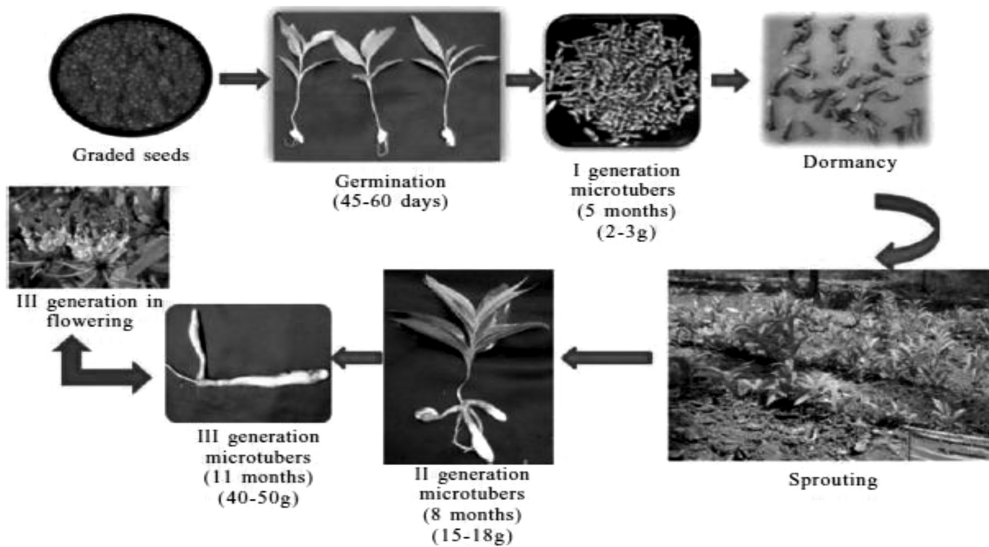 Graded seeds
Germination
(45-60 days)
I generation
microtubers
(5 months)
(2-3g)
Dormancy
Sprouting
II generation
microtubers
(8 months)
(15-18g)
III generation
microtubers
(11 months)
(40-50g)
III generation in
flowering